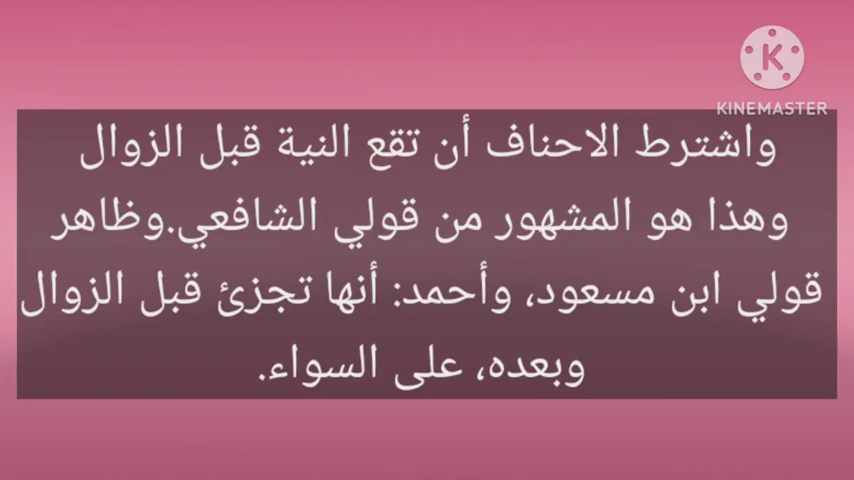 KINEMASTER
واشترط الاحناف أن تقع النية قبل الزوال
وهذا هو المشهور من قولي الشافعي.وظاهر
قولي ابن مسعود، وأحمد: أنها تجزئ قبل الزوال
وبعده، على السواء.